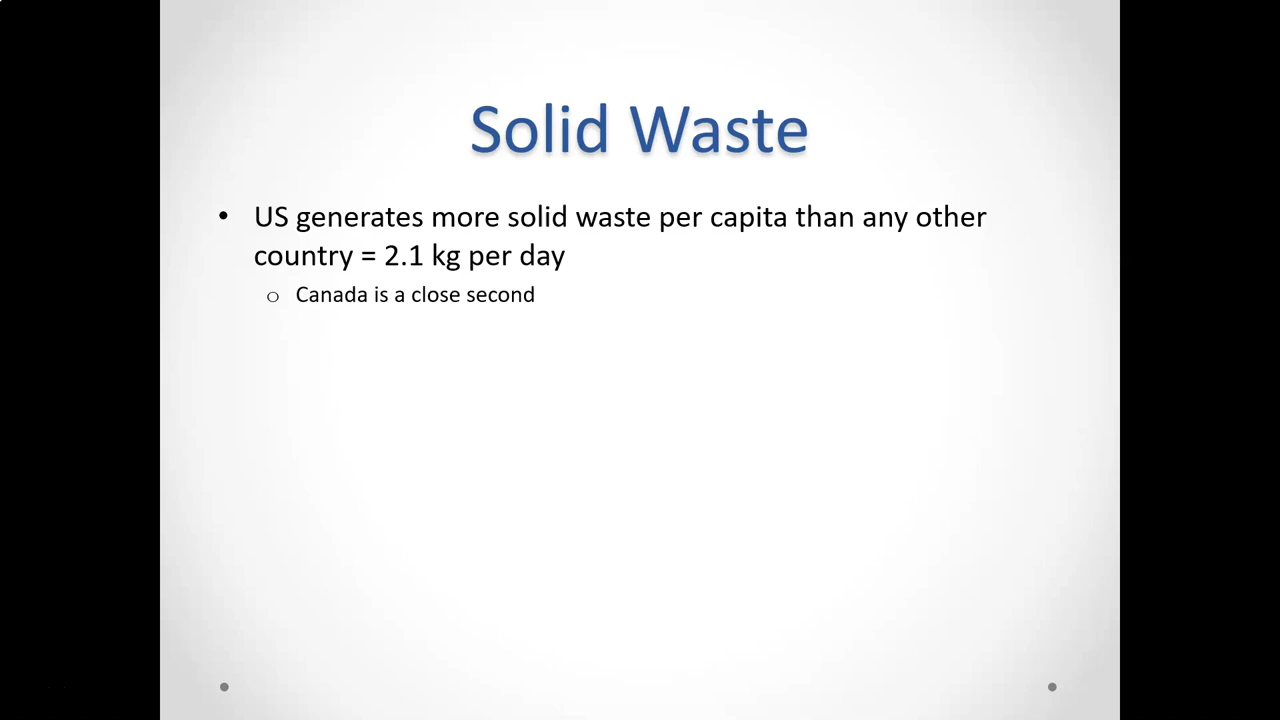 Solid Waste
• US generates more solid waste per capita than any other
country = 2.1 kg per day
o Canada is a close second